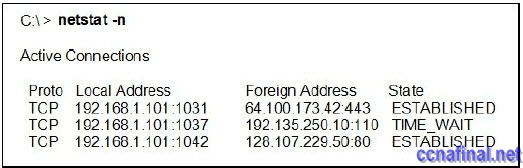 C:\> netstat -n
Active Connections
Proto Local Address Foreign Address State
TCP 192.168.1.101:1031 64.100.173.42:443 ESTABLISHED
TCP 192.168.1.101:1037 192.135.250.10:110 TIME_WAIT
TCP 192.168.1.101:1042 128.107.229.50:80 ESTABLISHED
ccnafinal.net